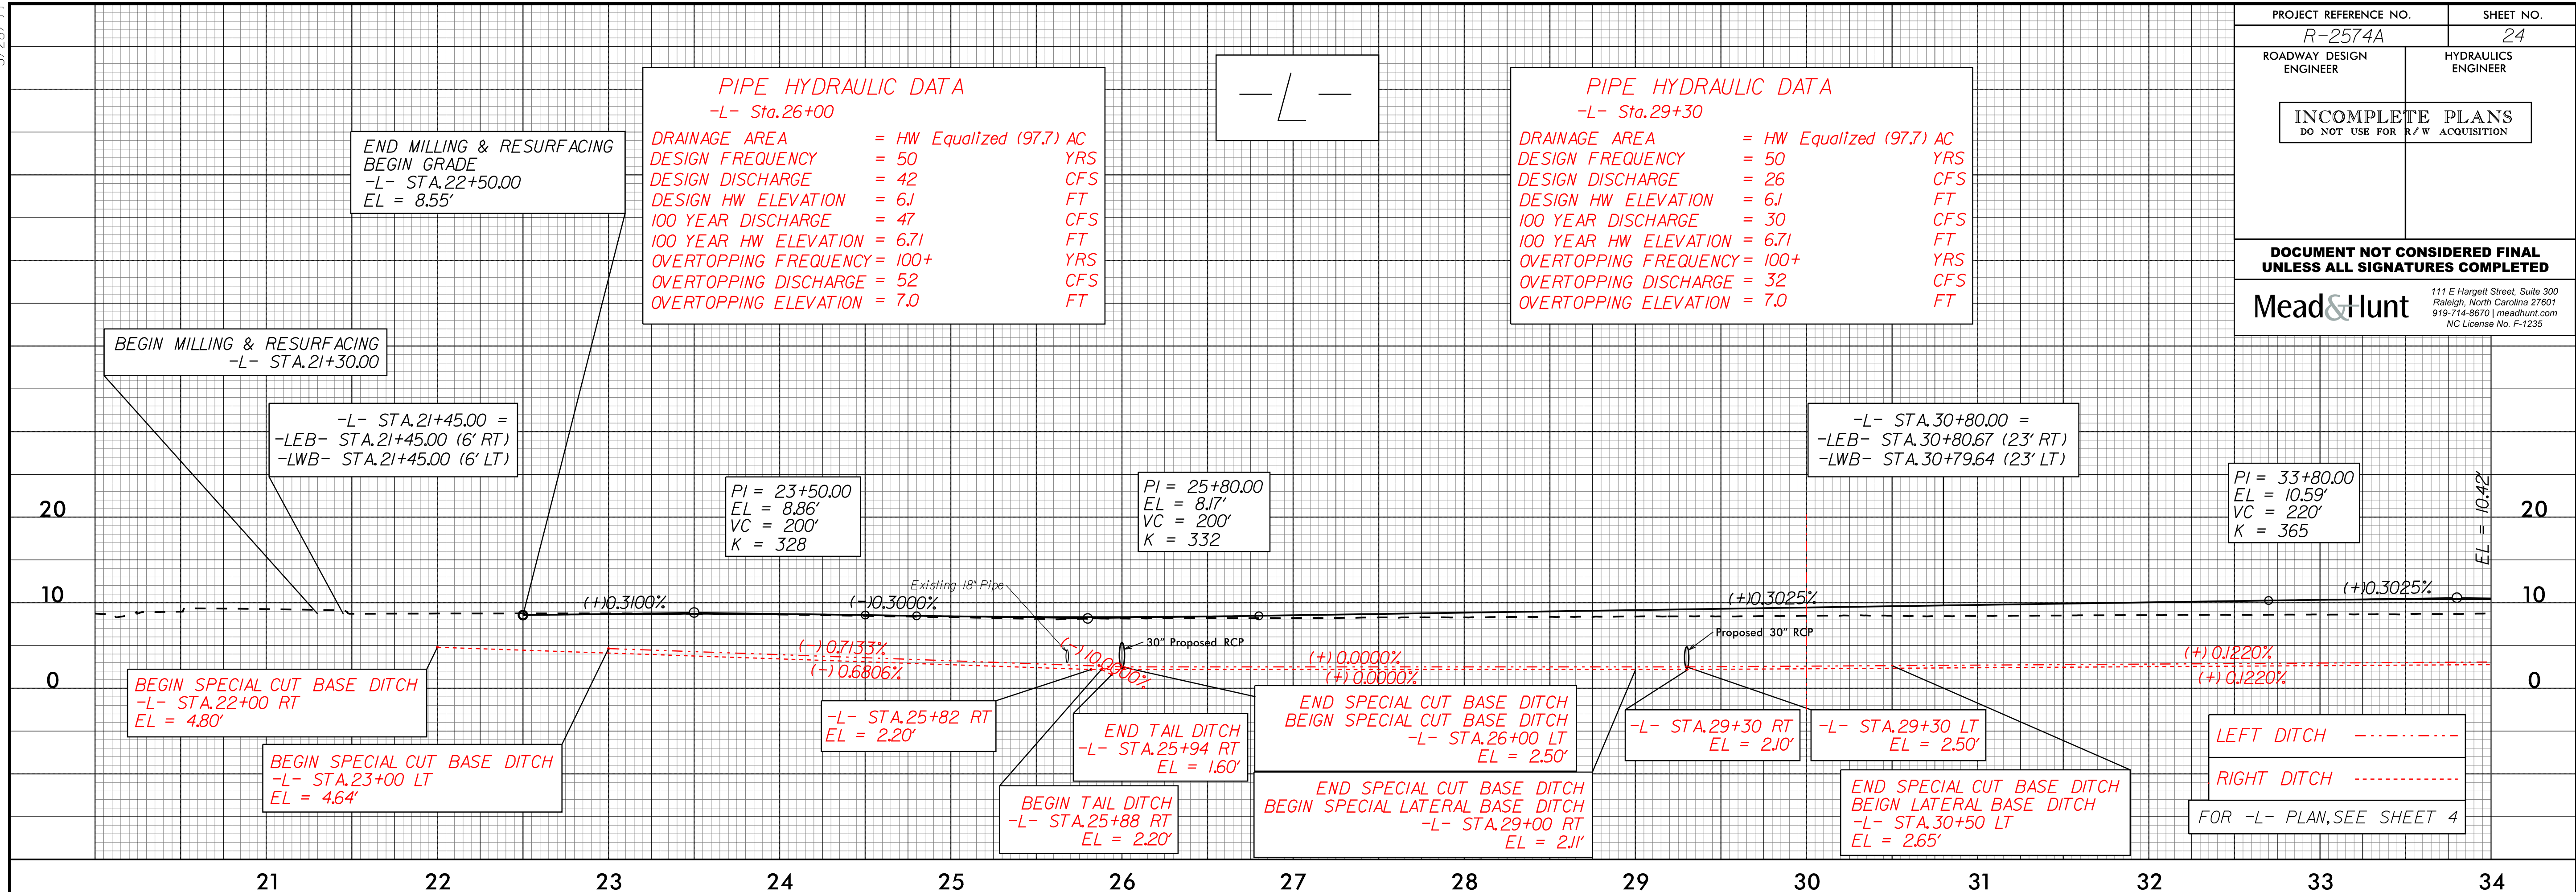 PROJECT REFERENCE NO.
SHEET NO.
R-2574A
24
ROADWAY DESIGN
ENGINEER
HYDRAULICS
ENGINEER
INCOMPLETE PLANS
DO NOT USE FOR R/W ACQUISITION
DOCUMENT NOT CONSIDERED FINAL
UNLESS ALL SIGNATURES COMPLETED
Mead&Hunt
111 E Hargett Street, Suite 300
Raleigh, North Carolina 27601
919-714-8670 | meadhunt.com
NC License No. F-1235
PIPE HYDRAULIC DATA
-L- Sta.26+00
DRAINAGE AREA = HW Equalized (97.7) AC
DESIGN FREQUENCY = 50 YRS
DESIGN DISCHARGE = 42 CFS
DESIGN HW ELEVATION = 6.1 FT
100 YEAR DISCHARGE = 47 CFS
100 YEAR HW ELEVATION = 6.71 FT
OVERTOPPING FREQUENCY = 100+ YRS
OVERTOPPING DISCHARGE = 52 CFS
OVERTOPPING ELEVATION = 7.0 FT
-L-
PIPE HYDRAULIC DATA
-L- Sta.29+30
DRAINAGE AREA = HW Equalized (97.7) AC
DESIGN FREQUENCY = 50 YRS
DESIGN DISCHARGE = 26 CFS
DESIGN HW ELEVATION = 6.1 FT
100 YEAR DISCHARGE = 30 CFS
100 YEAR HW ELEVATION = 6.71 FT
OVERTOPPING FREQUENCY = 100+ YRS
OVERTOPPING DISCHARGE = 32 CFS
OVERTOPPING ELEVATION = 7.0 FT
END MILLING & RESURFACING
BEGIN GRADE
-L- STA.22+50.00
EL = 8.55'
BEGIN MILLING & RESURFACING
-L- STA.21+30.00
-L- STA.21+45.00 =
-LEB- STA.21+45.00 (6' RT)
-LWB- STA.21+45.00 (6' LT)
-L- STA.30+80.00 =
-LEB- STA.30+80.67 (23' RT)
-LWB- STA.30+79.64 (23' LT)
PI = 23+50.00
EL = 8.86'
VC = 200'
K = 328
PI = 25+80.00
EL = 8.17'
VC = 200'
K = 332
PI = 33+80.00
EL = 10.59'
VC = 220'
K = 365
EL = 10.42'
20
20
10
10
0
0
(+)0.3100%
(-)0.3000%
(+)0.3025%
(+)0.3025%
Existing 18" Pipe
30" Proposed RCP
Proposed 30" RCP
(-)0.7133%
(-)0.6806%
(-)10.0000%
(+)0.0000%
(+)0.0000%
(+)0.1220%
(+)0.1220%
BEGIN SPECIAL CUT BASE DITCH
-L- STA.22+00 RT
EL = 4.80'
BEGIN SPECIAL CUT BASE DITCH
-L- STA.23+00 LT
EL = 4.64'
-L- STA.25+82 RT
EL = 2.20'
END TAIL DITCH
-L- STA.25+94 RT
EL = 1.60'
BEGIN TAIL DITCH
-L- STA.25+88 RT
EL = 2.20'
END SPECIAL CUT BASE DITCH
BEIGN SPECIAL CUT BASE DITCH
-L- STA.26+00 LT
EL = 2.50'
END SPECIAL CUT BASE DITCH
BEGIN SPECIAL LATERAL BASE DITCH
-L- STA.29+00 RT
EL = 2.11'
-L- STA.29+30 RT
EL = 2.10'
-L- STA.29+30 LT
EL = 2.50'
END SPECIAL CUT BASE DITCH
BEIGN LATERAL BASE DITCH
-L- STA.30+50 LT
EL = 2.65'
LEFT DITCH
RIGHT DITCH
FOR -L- PLAN,SEE SHEET 4
21 22 23 24 25 26 27 28 29 30 31 32 33 34